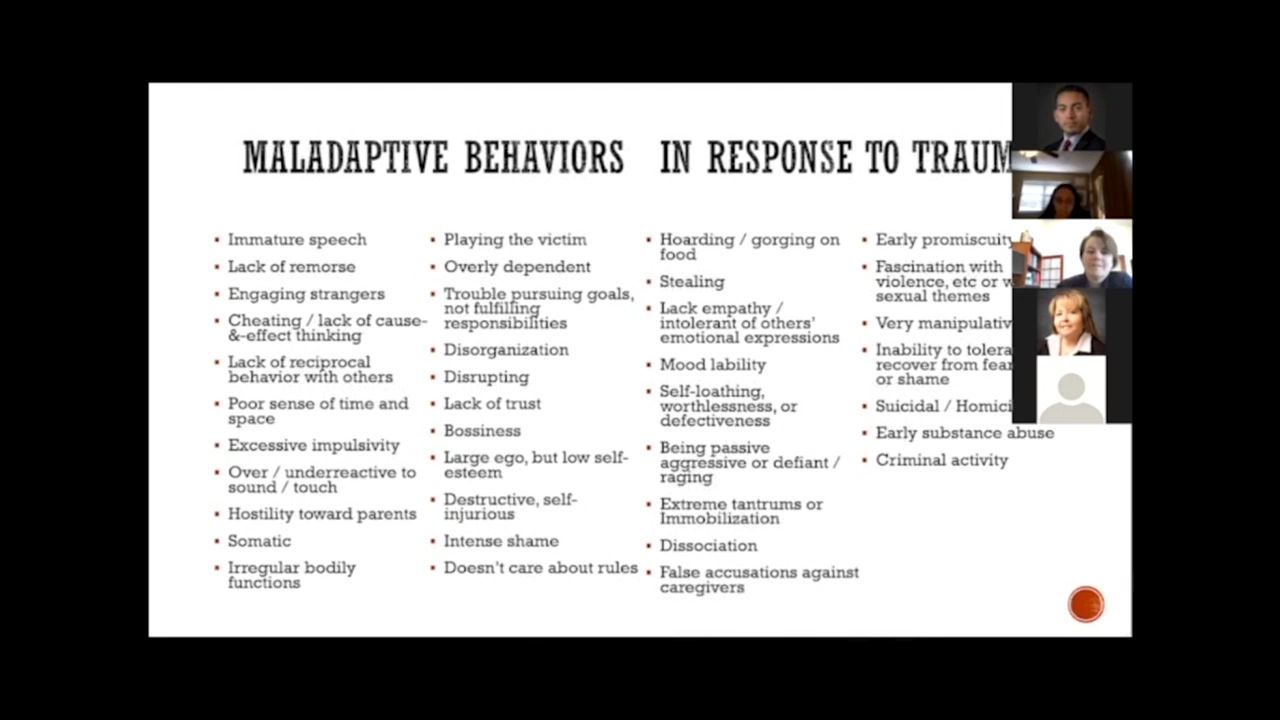 MALADAPTIVE BEHAVIORS IN RESPONSE TO
Immature speech
Lack of remorse
Engaging strangers
Cheating / lack of cause-
&-effect thinking
Lack of reciprocal
behavior with others
Poor sense of time and
space
Excessive impulsivity
Over / underreactive to
sound / touch
Hostility toward parents
Somatic
Irregular bodily
functions
Playing the victim
Overly dependent
Trouble pursuing goals,
not fulfilling
responsibilities
Disorganization
Disrupting
Lack of trust
Bossiness
Large ego, but low self-
esteem
Destructive, self-
injurious
Intense shame
Doesn't care about rules
Hoarding / gorging on
food
Stealing
Lack empathy /
intolerant of others'
emotional expressions
Mood lability
Self-loathing,
worthlessness, or
defectiveness
Being passive
aggressive or defiant /
raging
Extreme tantrums or
Immobilization
Dissociation
False accusations against
caregivers
Early promiscuity
Fascination with
violence, etc or
sexual themes
Very
Inability to
recover from
or shame
Suicidal /
Early substance abuse
Criminal activity